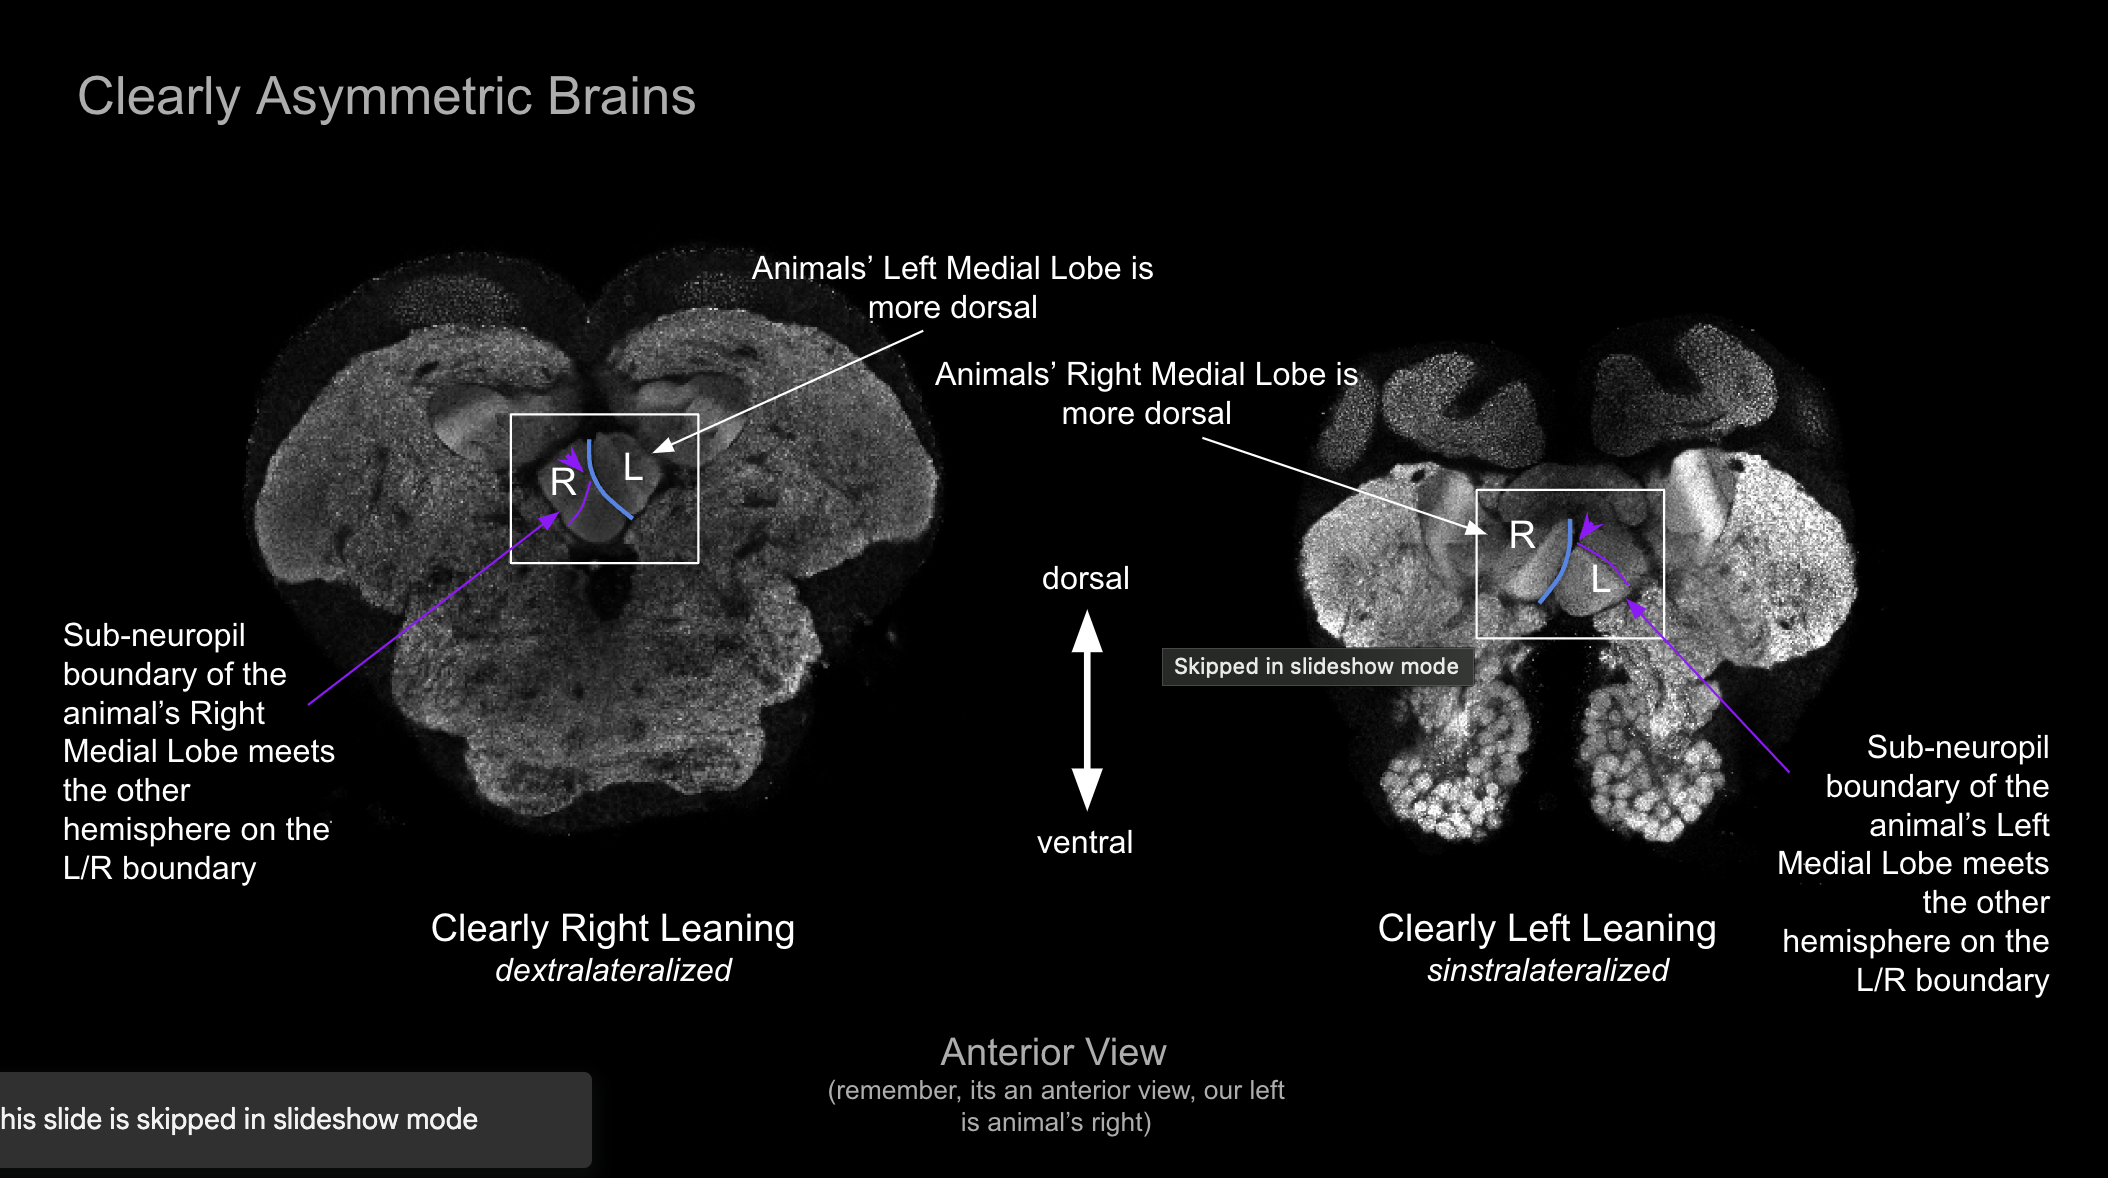 Clearly Asymmetric Brains
Animals’ Left Medial Lobe is
more dorsal
Animals’ Right Medial Lobe is
more dorsal
R
L
R
L
dorsal
ventral
Skipped in slideshow mode
Sub-neuropil
boundary of the
animal’s Right
Medial Lobe meets
the other
hemisphere on the
L/R boundary
Sub-neuropil
boundary of the
animal’s Left
Medial Lobe meets
the other
hemisphere on the
L/R boundary
Clearly Right Leaning
dextralateralized
Clearly Left Leaning
sinstralateralized
Anterior View
(remember, its an anterior view, our left
is animal’s right)
his slide is skipped in slideshow mode